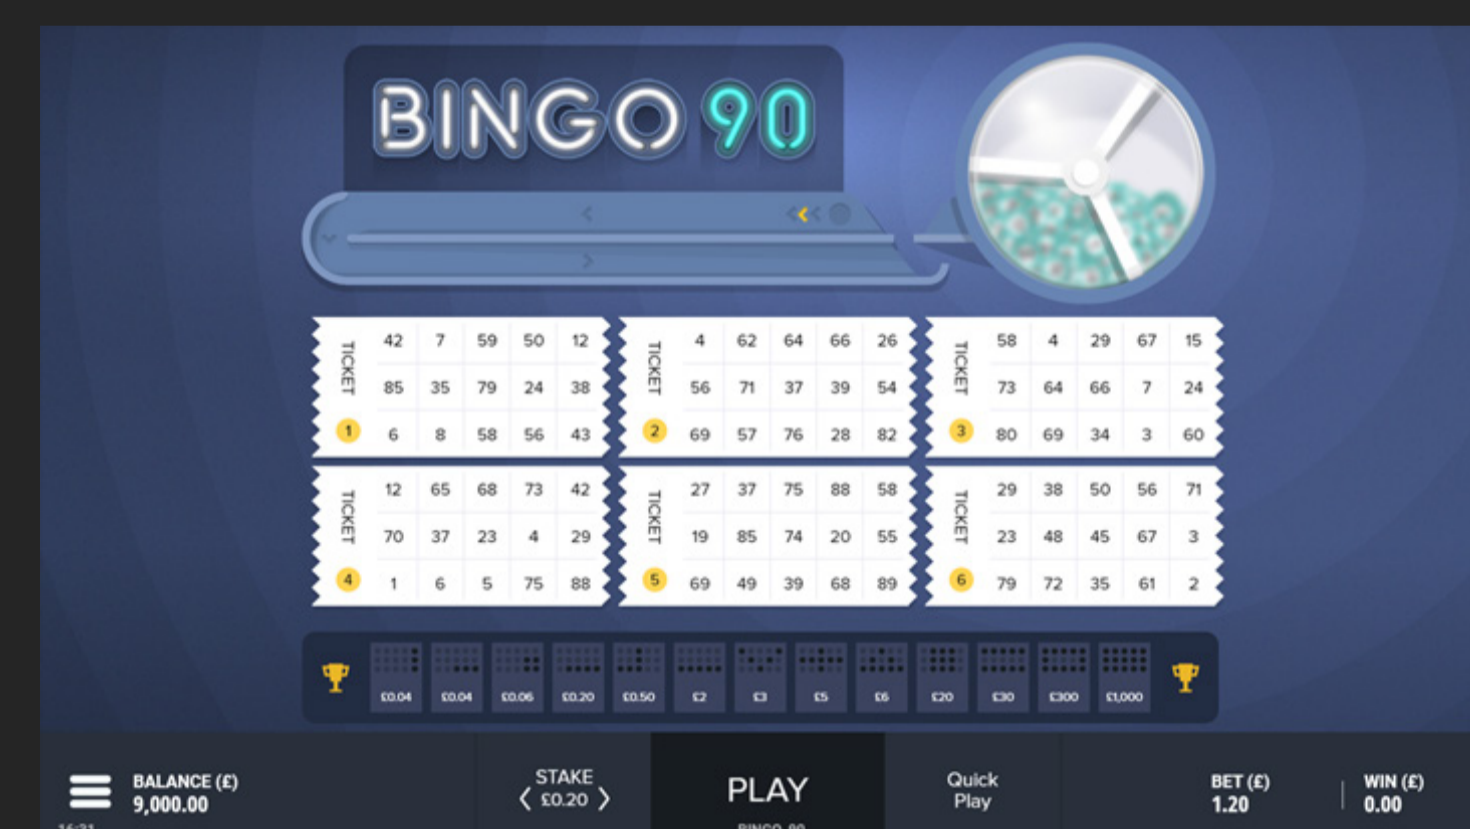 BINGO 90
TICKET 1
42 7 59 50 12
85 35 79 24 38
6 8 58 56 43
TICKET 2
4 62 64 66 26
56 71 37 39 54
69 57 76 28 82
TICKET 3
58 4 29 67 15
73 64 66 7 24
80 69 34 3 60
TICKET 4
12 65 68 73 42
70 37 23 4 29
1 6 5 75 88
TICKET 5
27 37 75 88 58
19 85 74 20 55
69 49 39 68 89
TICKET 6
29 38 50 56 71
23 48 45 67 3
79 72 35 61 2
£0.04 £0.04 £0.06 £0.20 £0.50 £2 £3 £5 £6 £20 £30 £300 £1,000
BALANCE (£)
9,000.00
STAKE
£0.20
PLAY
Quick
Play
BET (£)
1.20
WIN (£)
0.00
16:31
BINGO 90